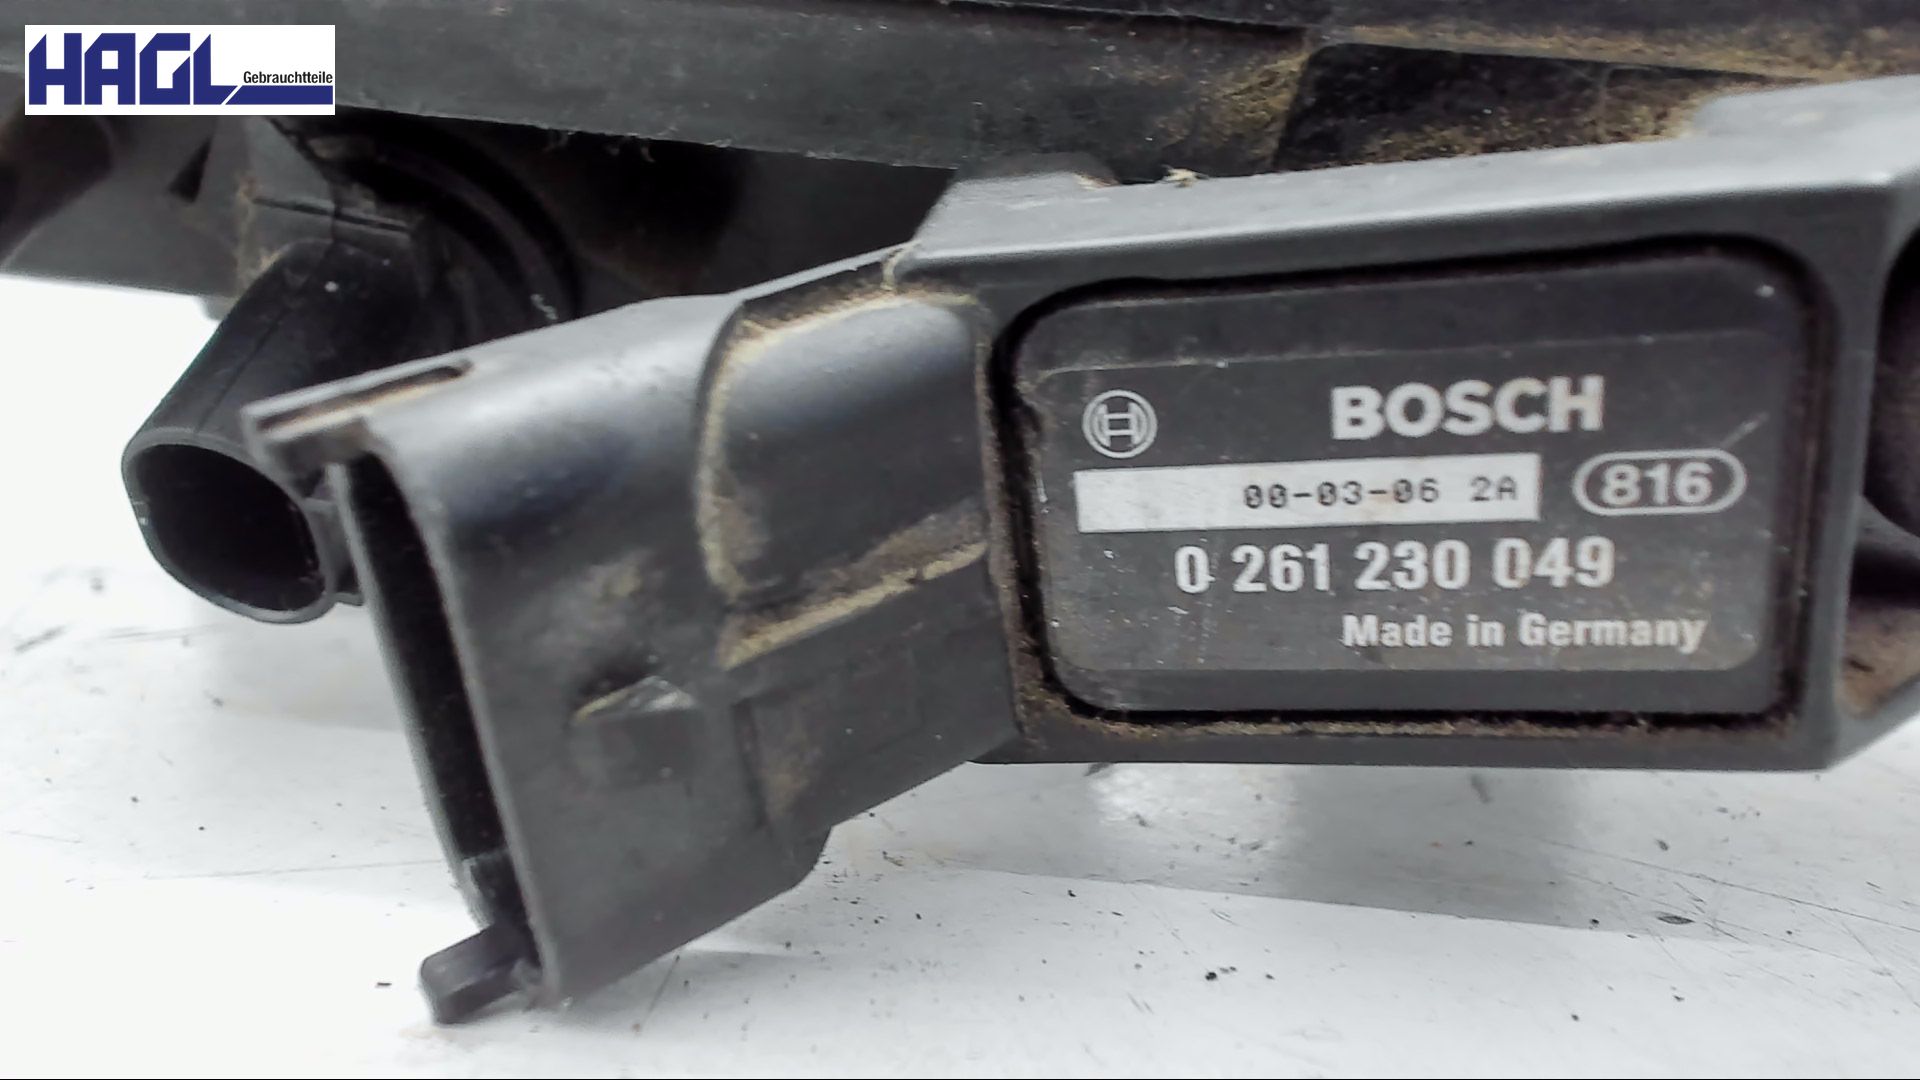 HAGL
Gebrauchtteile
BOSCH
00-03-06 2A
816
0 261 230 049
Made in Germany